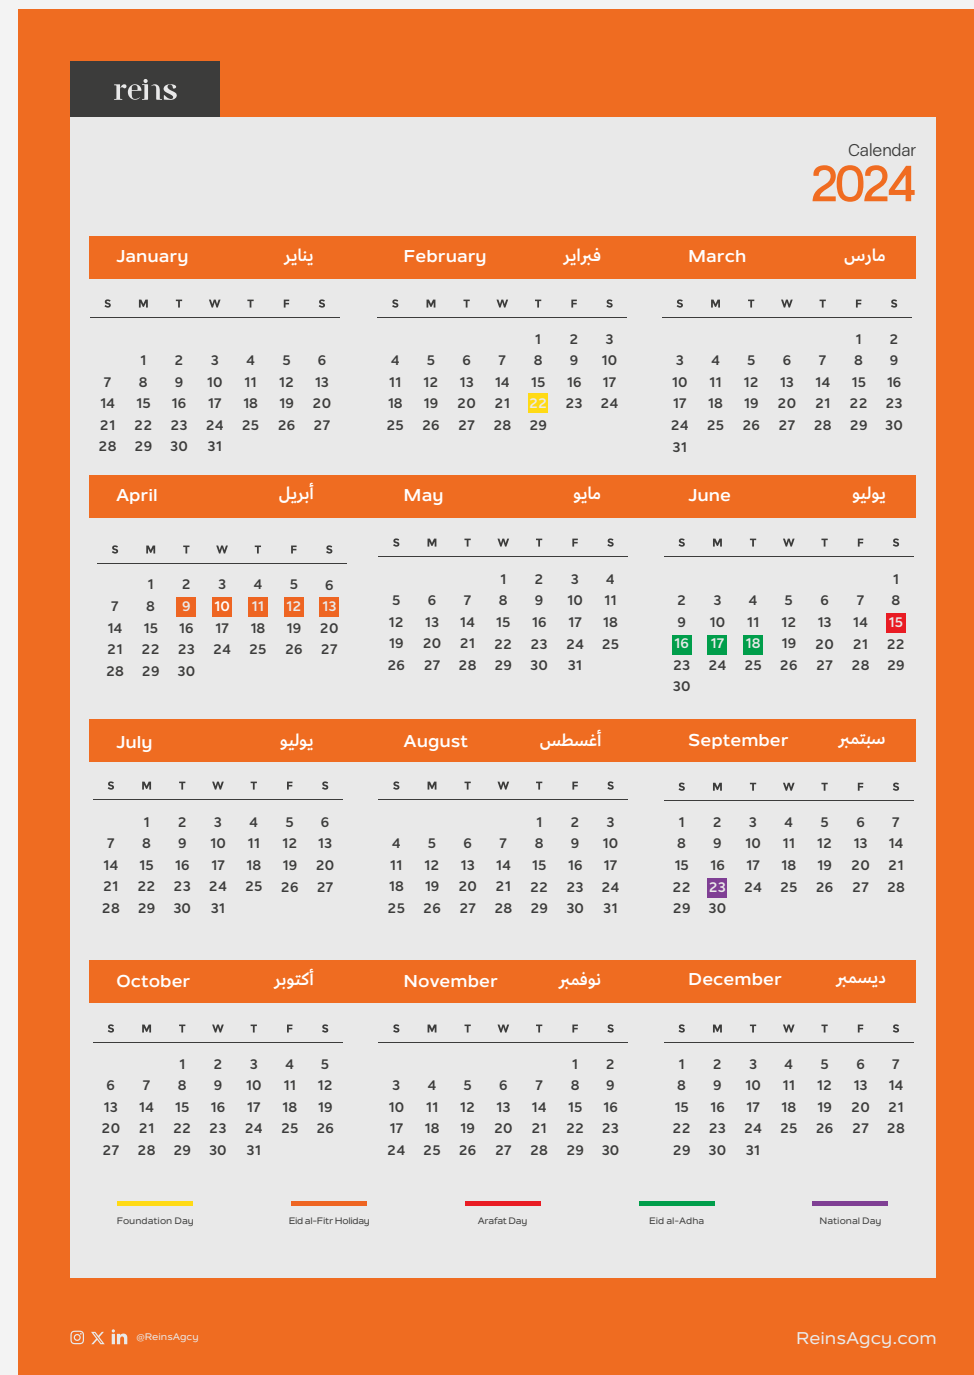 reins
Calendar
2024
January يناير
S M T W T F S
1 2 3 4 5 6
7 8 9 10 11 12 13
14 15 16 17 18 19 20
21 22 23 24 25 26 27
28 29 30 31
February فبراير
S M T W T F S
1 2 3
4 5 6 7 8 9 10
11 12 13 14 15 16 17
18 19 20 21 22 23 24
25 26 27 28 29
March مارس
S M T W T F S
1 2
3 4 5 6 7 8 9
10 11 12 13 14 15 16
17 18 19 20 21 22 23
24 25 26 27 28 29 30
31
April أبريل
S M T W T F S
1 2 3 4 5 6
7 8 9 10 11 12 13
14 15 16 17 18 19 20
21 22 23 24 25 26 27
28 29 30
May مايو
S M T W T F S
1 2 3 4
5 6 7 8 9 10 11
12 13 14 15 16 17 18
19 20 21 22 23 24 25
26 27 28 29 30 31
June يوليو
S M T W T F S
1
2 3 4 5 6 7 8
9 10 11 12 13 14 15
16 17 18 19 20 21 22
23 24 25 26 27 28 29
30
July يوليو
S M T W T F S
1 2 3 4 5 6
7 8 9 10 11 12 13
14 15 16 17 18 19 20
21 22 23 24 25 26 27
28 29 30 31
August أغسطس
S M T W T F S
1 2 3
4 5 6 7 8 9 10
11 12 13 14 15 16 17
18 19 20 21 22 23 24
25 26 27 28 29 30 31
September سبتمبر
S M T W T F S
1 2 3 4 5 6 7
8 9 10 11 12 13 14
15 16 17 18 19 20 21
22 23 24 25 26 27 28
29 30
October أكتوبر
S M T W T F S
1 2 3 4 5
6 7 8 9 10 11 12
13 14 15 16 17 18 19
20 21 22 23 24 25 26
27 28 29 30 31
November نوفمبر
S M T W T F S
1 2
3 4 5 6 7 8 9
10 11 12 13 14 15 16
17 18 19 20 21 22 23
24 25 26 27 28 29 30
December ديسمبر
S M T W T F S
1 2 3 4 5 6 7
8 9 10 11 12 13 14
15 16 17 18 19 20 21
22 23 24 25 26 27 28
29 30 31
Foundation Day
Eid al-Fitr Holiday
Arafat Day
Eid al-Adha
National Day
@ReinsAgcy
ReinsAgcy.com